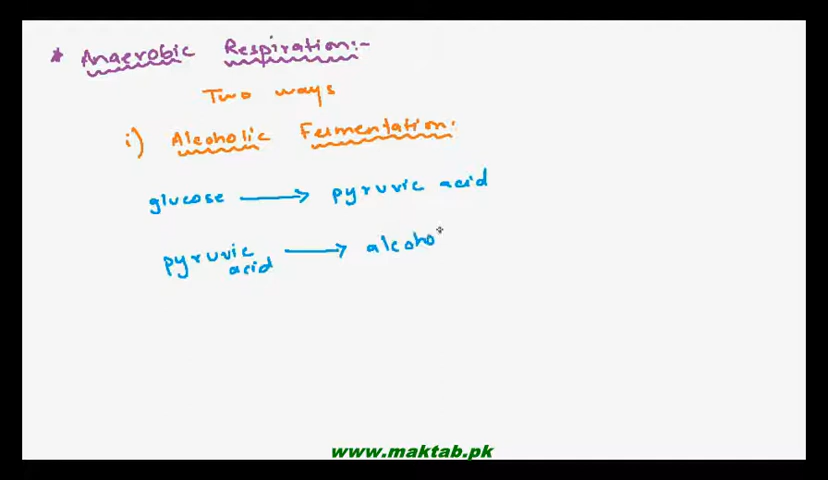 * Anaerobic Respiration:-
Two ways
i) Alcoholic Fermentation:
glucose → pyruvic acid
pyruvic acid → alcoho
www.maktab.pk